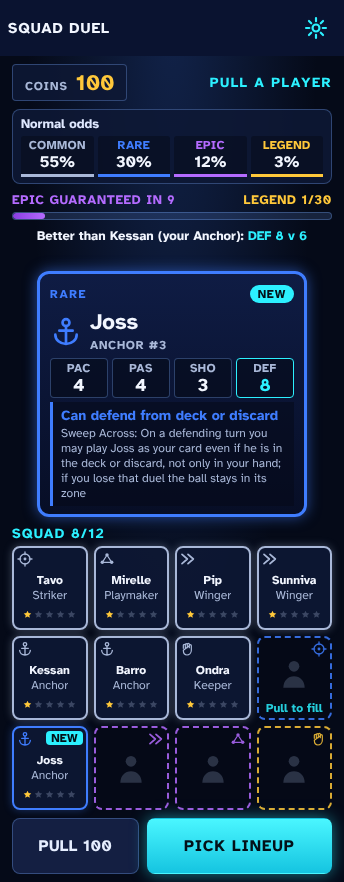 SQUAD DUEL
COINS 100
PULL A PLAYER
Normal odds
COMMON RARE EPIC LEGEND
55% 30% 12% 3%
EPIC GUARANTEED IN 9 LEGEND 1/30
Better than Kessan (your Anchor): DEF 8 v 6
RARE NEW
Joss
ANCHOR #3
PAC PAS SHO DEF
4 4 3 8
Can defend from deck or discard
Sweep Across: On a defending turn you
may play Joss as your card even if he is in
the deck or discard, not only in your hand;
if you lose that duel the ball stays in its
zone
SQUAD 8/12
Tavo Mirelle Pip Sunniva
Striker Playmaker Winger Winger
Kessan Barro Ondra
Anchor Anchor Keeper
Pull to fill
NEW
Joss
Anchor
PULL 100 PICK LINEUP